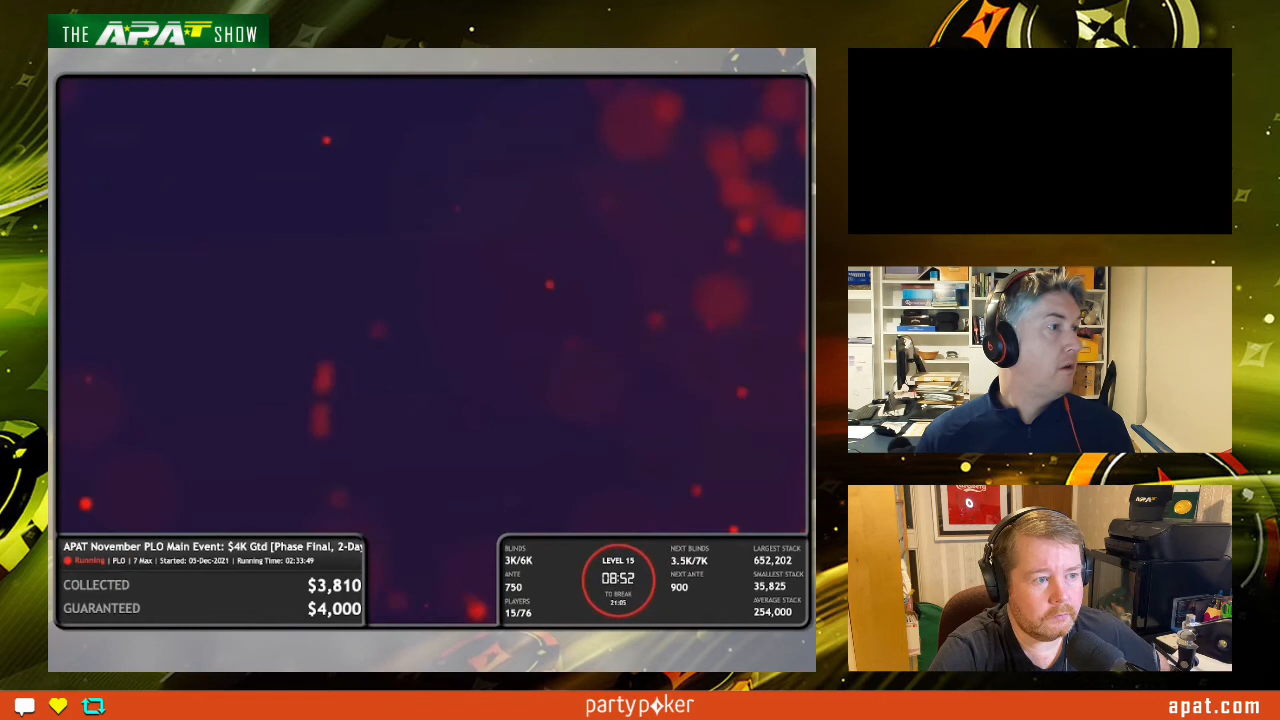 THE APAT SHOW
APAT November PLO Main Event: $4K Gtd [Phase Final, 2-Day
Running | PLO | 7 Max | Started: 05-Dec-2021 | Running Time: 02:33:49
COLLECTED $3,810
GUARANTEED $4,000
BLINDS
3K/6K
ANTE
750
PLAYERS
15/76
LEVEL 15
08:52
TO BREAK
21:05
NEXT BLINDS
3.5K/7K
NEXT ANTE
900
LARGEST STACK
652,202
SMALLEST STACK
35,825
AVERAGE STACK
254,000
APAT
partypoker
apat.com